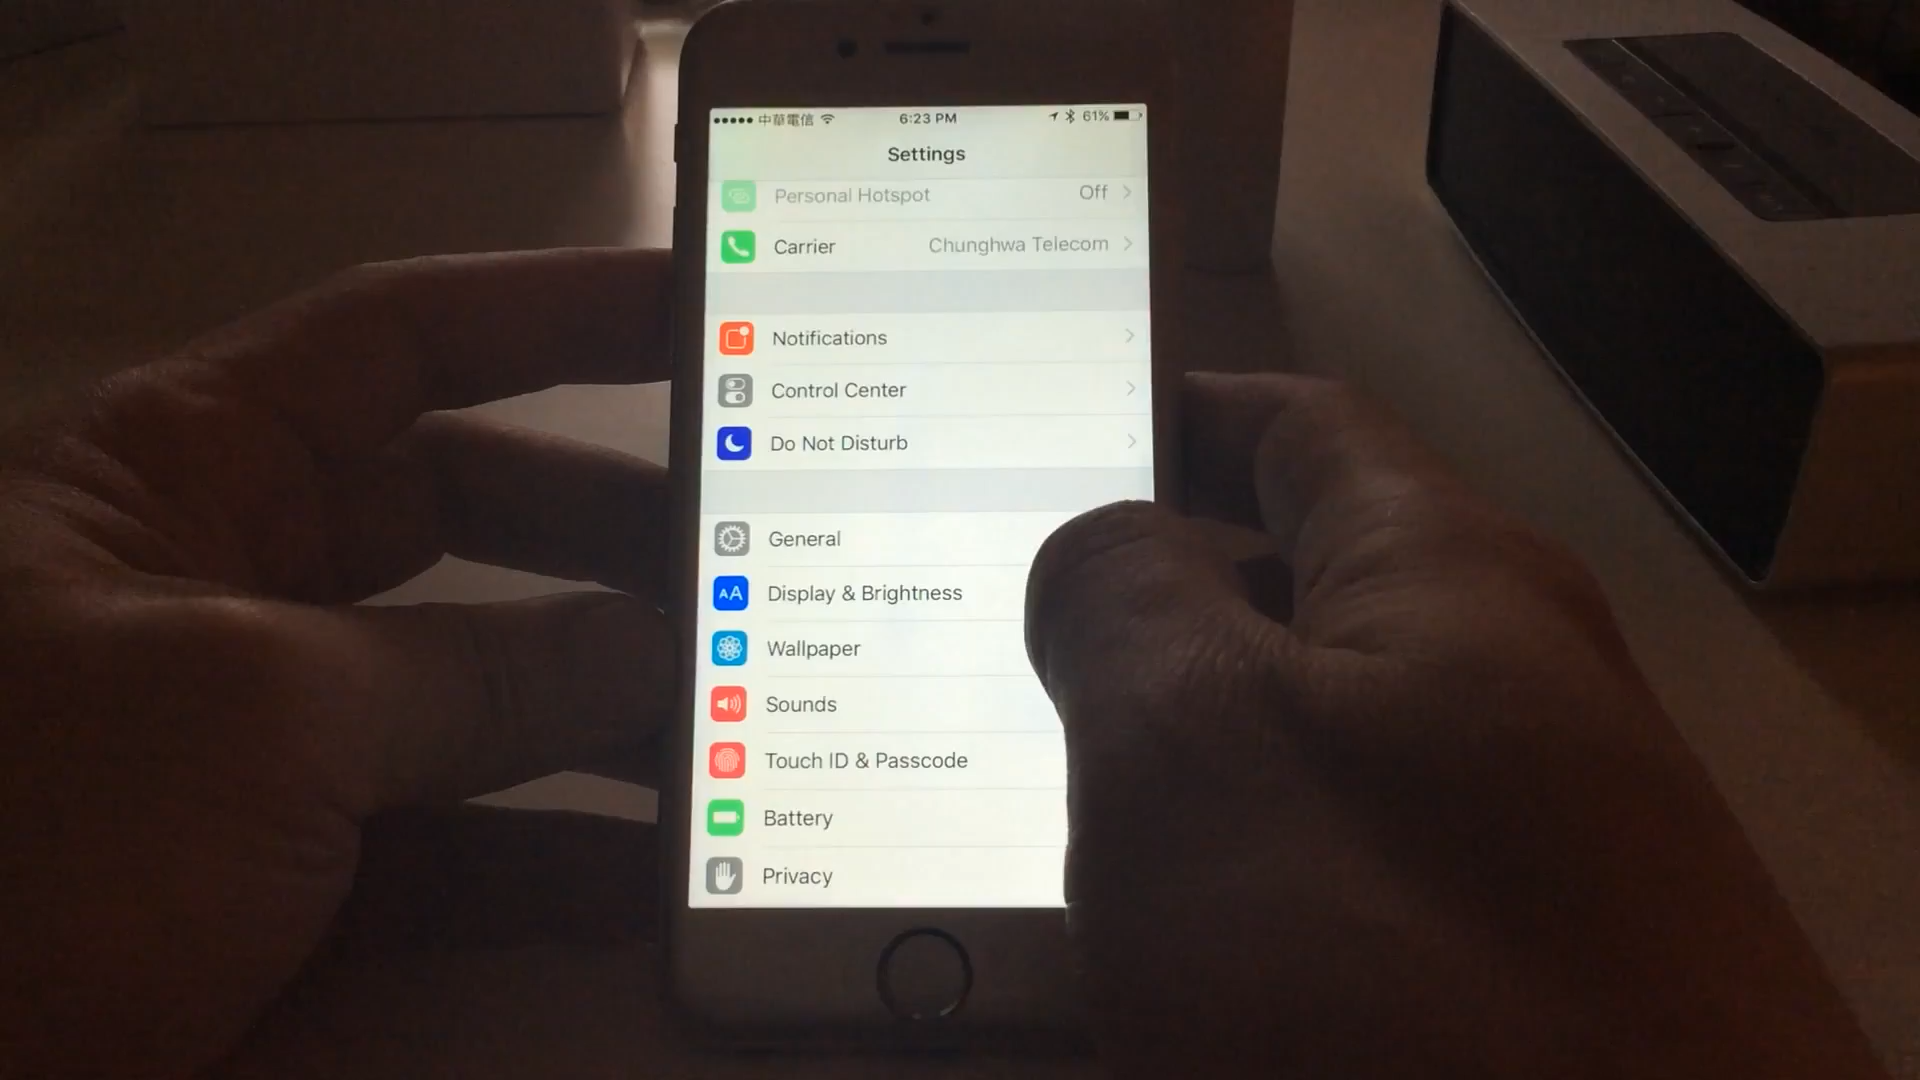 中華電信 6:23 PM 61%
Settings
Personal Hotspot Off
Carrier Chunghwa Telecom
Notifications
Control Center
Do Not Disturb
General
AA Display & Brightness
Wallpaper
Sounds
Touch ID & Passcode
Battery
Privacy